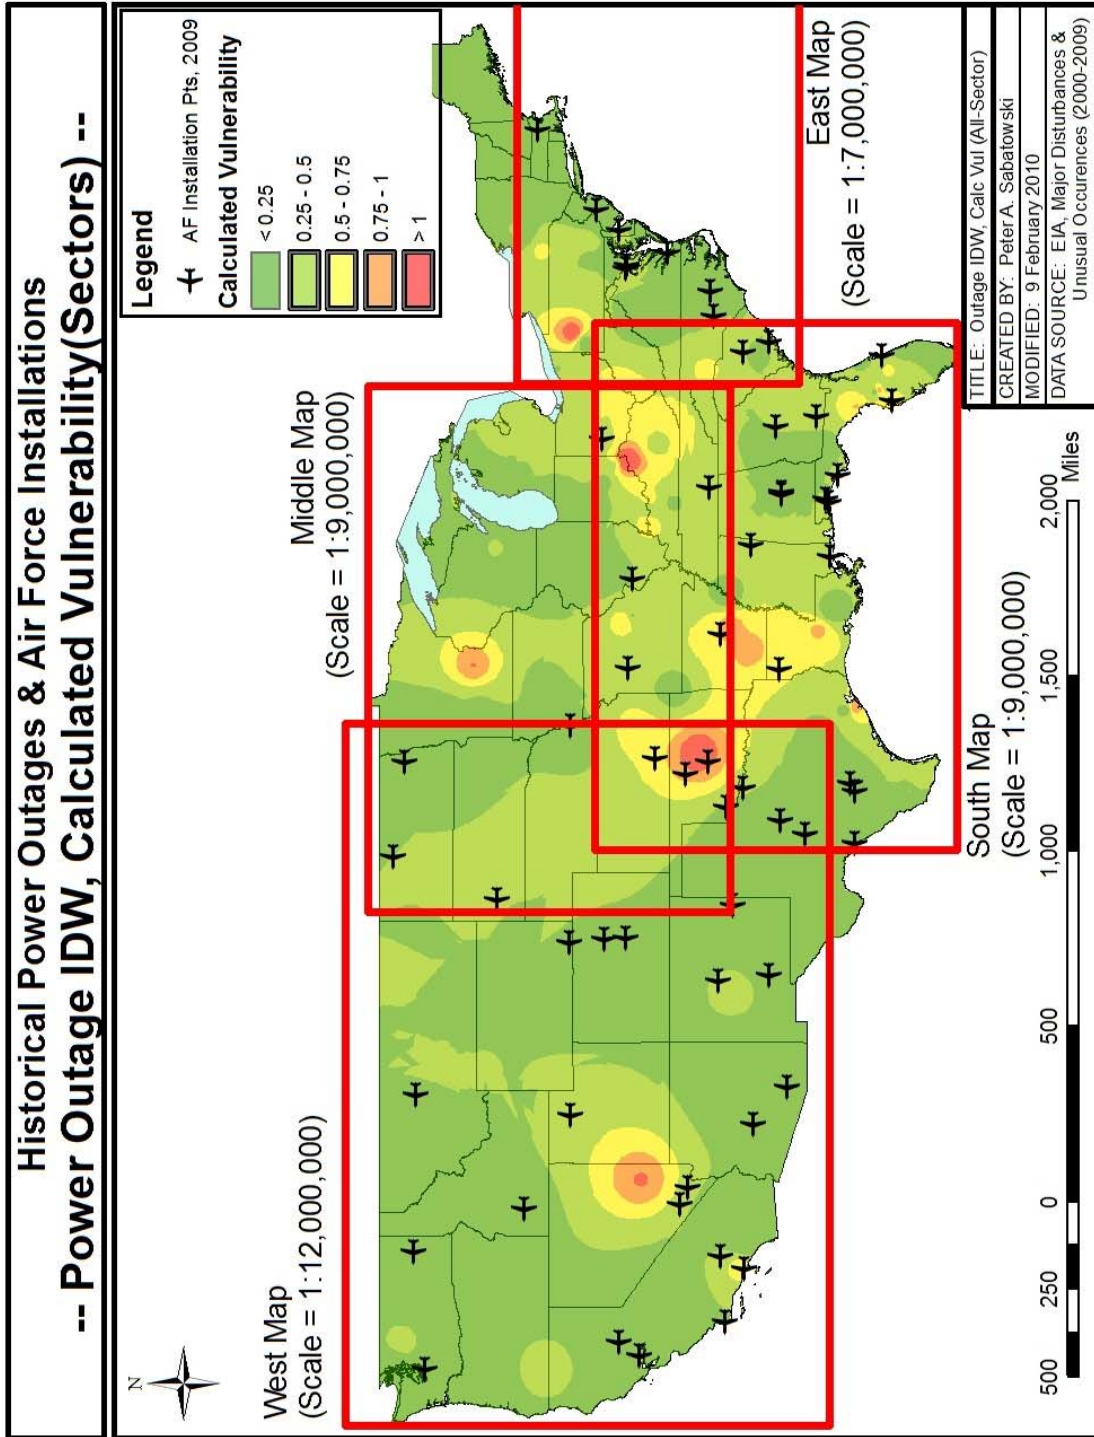 Historical Power Outages & Air Force Installations
-- Power Outage IDW, Calculated Vulnerability(Sectors) --
N
Legend
AF Installation Pts, 2009
Calculated Vulnerability
< 0.25
0.25 - 0.5
0.5 - 0.75
0.75 - 1
> 1
West Map
(Scale = 1:12,000,000)
Middle Map
(Scale = 1:9,000,000)
East Map
(Scale = 1:7,000,000)
South Map
(Scale = 1:9,000,000)
500 250 0 500 1,000 1,500 2,000
Miles
TITLE: Outage IDW, Calc Vul (All-Sector)
CREATED BY: Peter A. Sabatowski
MODIFIED: 9 February 2010
DATA SOURCE: EIA, Major Disturbances &
Unusual Occurences (2000-2009)